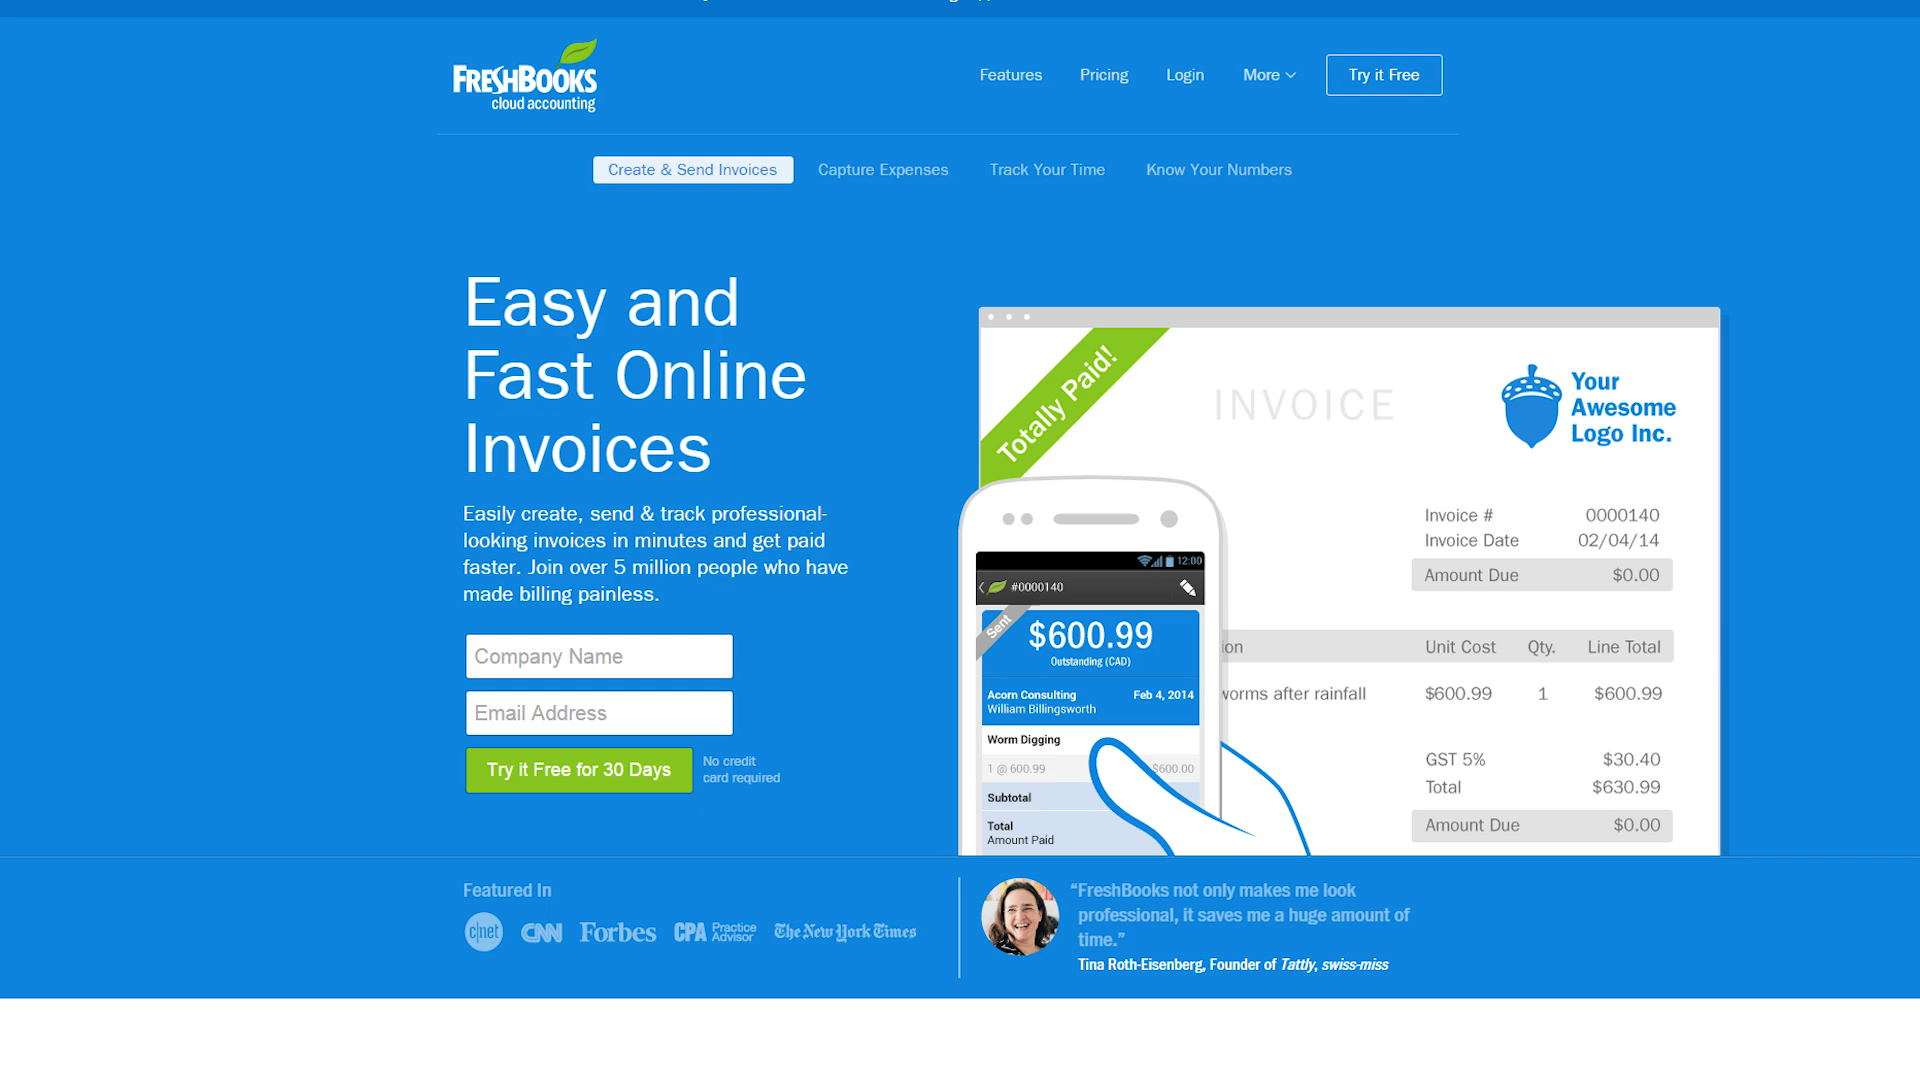 FRESHBOOKS
cloud accounting
Features Pricing Login More Try it Free
Create & Send Invoices Capture Expenses Track Your Time Know Your Numbers
Easy and
Fast Online
Invoices
Easily create, send & track professional-
looking invoices in minutes and get paid
faster. Join over 5 million people who have
made billing painless.
Company Name
Email Address
Try it Free for 30 Days
No credit
card required
Totally Paid!
INVOICE
Your
Awesome
Logo Inc.
Invoice # 0000140
Invoice Date 02/04/14
Amount Due $0.00
ion Unit Cost Qty. Line Total
worms after rainfall $600.99 1 $600.99
GST 5% $30.40
Total $630.99
Amount Due $0.00
12:00
#0000140
Sent
$600.99
Outstanding (CAD)
Acorn Consulting Feb 4, 2014
William Billingsworth
Worm Digging
1 @ 600.99 $600.00
Subtotal
Total
Amount Paid
Featured In
c|net CNN Forbes CPA Practice Advisor The New York Times
“FreshBooks not only makes me look
professional, it saves me a huge amount of
time.”
Tina Roth-Eisenberg, Founder of Tattly, swiss-miss